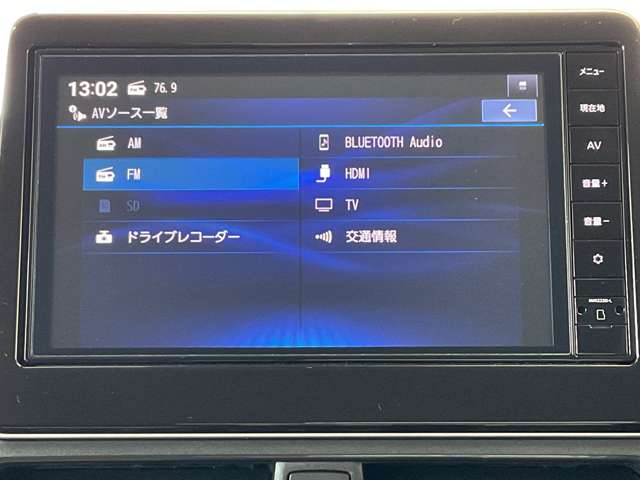 13:02 76.9
AVソース一覧
AM
FM
SD
ドライブレコーダー
BLUETOOTH Audio
HDMI
TV
交通情報
メニュー
現在地
AV
音量＋
音量－